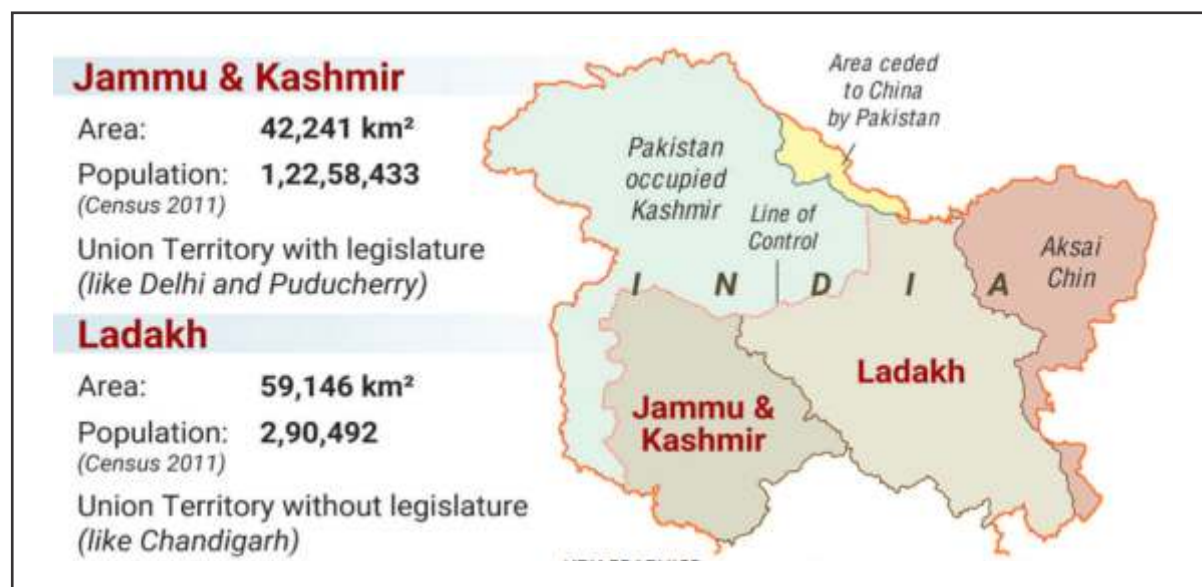 Jammu & Kashmir
Area: 42,241 km²
Population: 1,22,58,433
(Census 2011)
Union Territory with legislature
(like Delhi and Puducherry)
Ladakh
Area: 59,146 km²
Population: 2,90,492
(Census 2011)
Union Territory without legislature
(like Chandigarh)
Area ceded
to China
by Pakistan
Pakistan
occupied
Kashmir
Line of
Control
Aksai
Chin
I N D I A
Ladakh
Jammu &
Kashmir